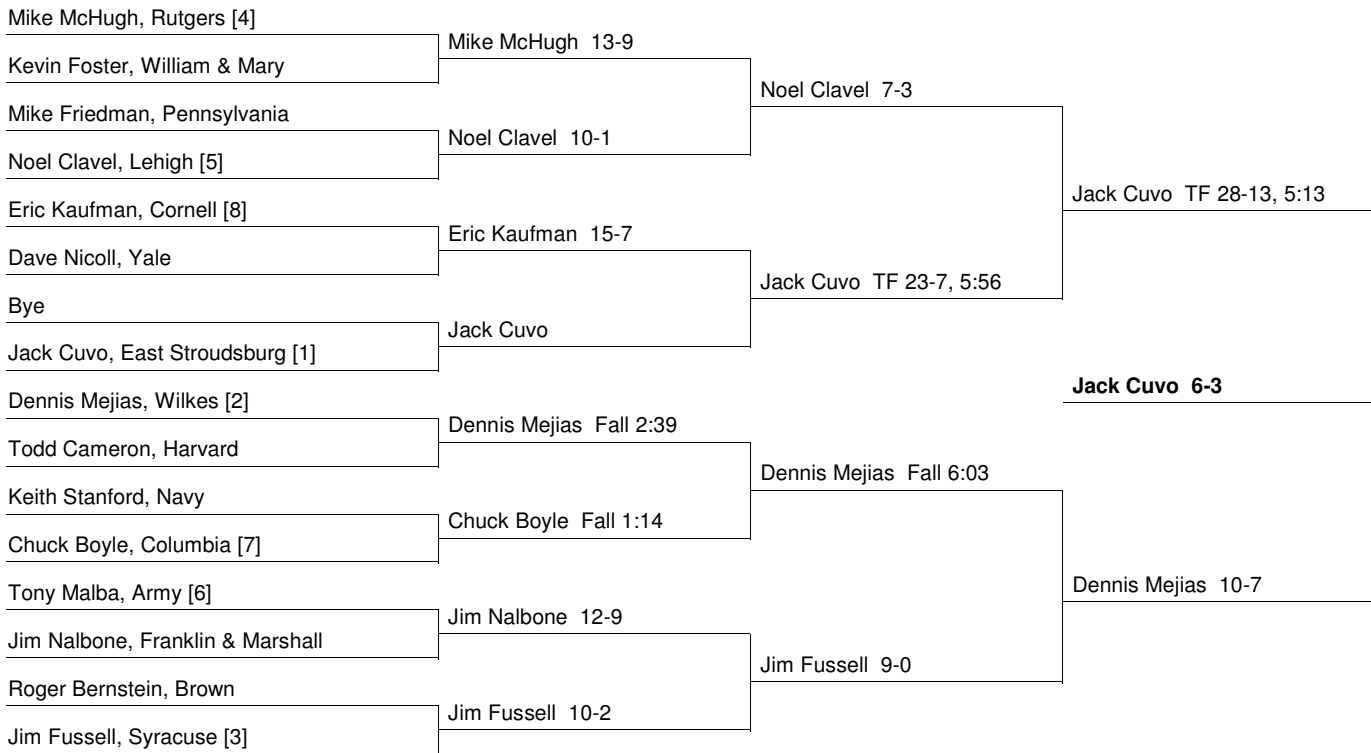 Mike McHugh, Rutgers [4]
Mike McHugh  13-9
Kevin Foster, William & Mary
Noel Clavel  7-3
Mike Friedman, Pennsylvania
Noel Clavel  10-1
Noel Clavel, Lehigh [5]
Jack Cuvo  TF 28-13, 5:13
Eric Kaufman, Cornell [8]
Eric Kaufman  15-7
Dave Nicoll, Yale
Jack Cuvo  TF 23-7, 5:56
Bye
Jack Cuvo
Jack Cuvo, East Stroudsburg [1]
Jack Cuvo  6-3
Dennis Mejias, Wilkes [2]
Dennis Mejias  Fall 2:39
Todd Cameron, Harvard
Dennis Mejias  Fall 6:03
Keith Stanford, Navy
Chuck Boyle  Fall 1:14
Chuck Boyle, Columbia [7]
Dennis Mejias  10-7
Tony Malba, Army [6]
Jim Nalbone  12-9
Jim Nalbone, Franklin & Marshall
Jim Fussell  9-0
Roger Bernstein, Brown
Jim Fussell  10-2
Jim Fussell, Syracuse [3]